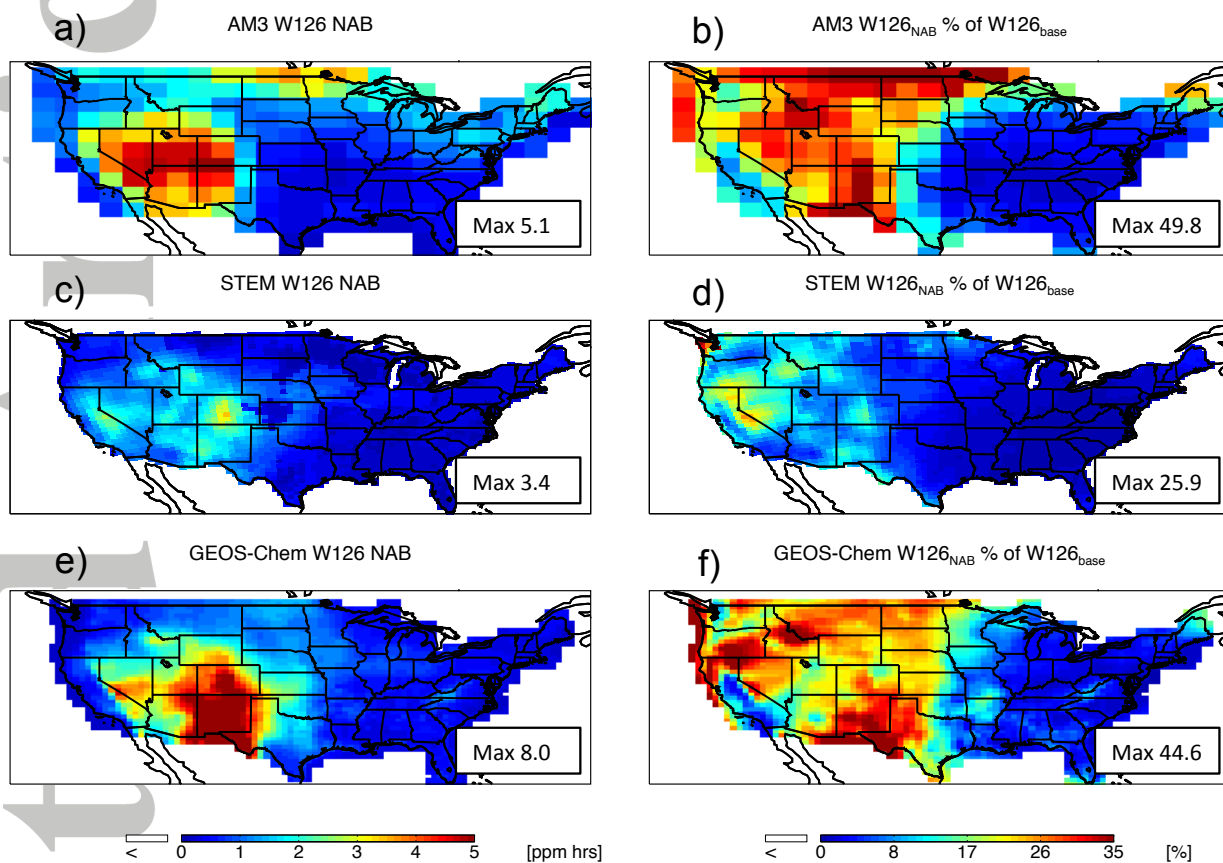 a)
AM3 W126 NAB
b)
AM3 W126NAB % of W126base
Max 5.1
Max 49.8
c)
STEM W126 NAB
d)
STEM W126NAB % of W126base
Max 3.4
Max 25.9
e)
GEOS-Chem W126 NAB
f)
GEOS-Chem W126NAB % of W126base
Max 8.0
Max 44.6
< 0 1 2 3 4 5 [ppm hrs]
< 0 8 17 26 35 [%]